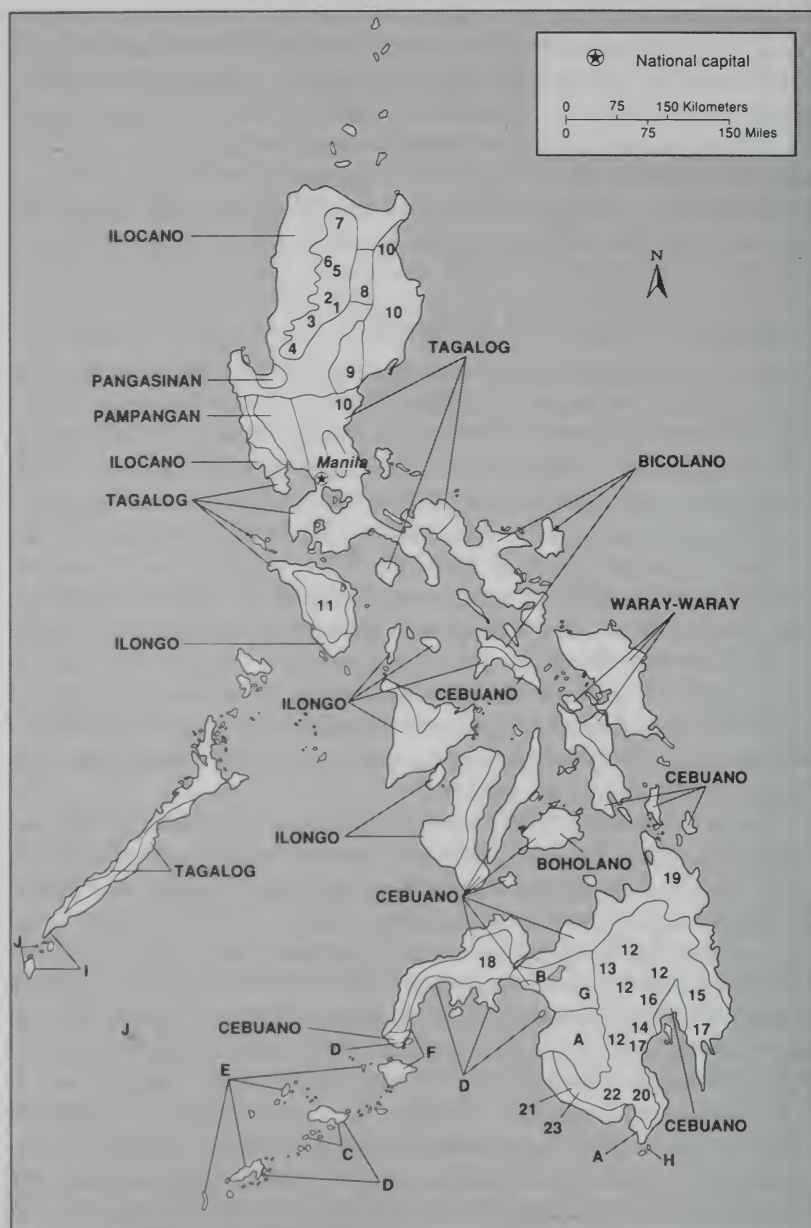 National capital
0 75 150 Kilometers
0 75 150 Miles
N
ILOCANO
7
10
6
5
2
1
8
10
3
4
TAGALOG
9
PANGASINAN
10
PAMPANGAN
ILOCANO
Manila
BICOLANO
TAGALOG
11
WARAY-WARAY
ILONGO
ILONGO
CEBUANO
CEBUANO
ILONGO
BOHOLANO
TAGALOG
CEBUANO
19
J
I
18
B
13
12
12
12
G
16
15
J
CEBUANO
14
17
D
F
A
12
17
E
D
21
22
20
23
CEBUANO
C
D
A
H